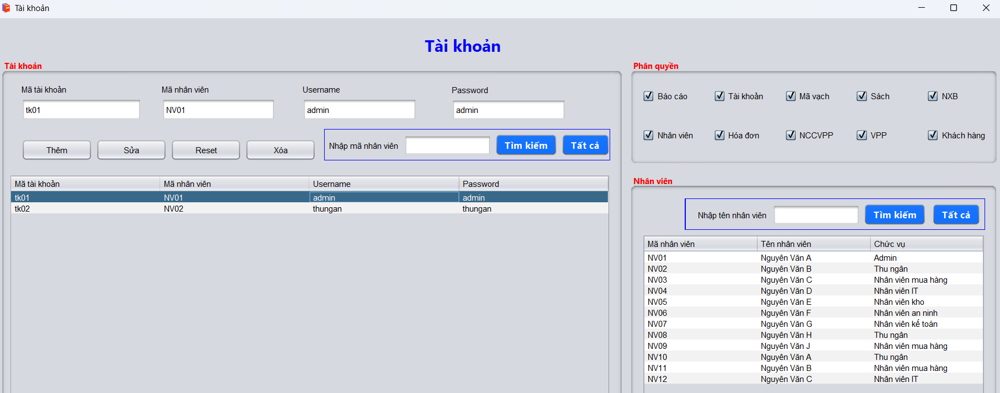 Tài khoản
Tài khoản
Tài khoản
Mã tài khoản Mã nhân viên Username Password
tk01 NV01 admin admin
Thêm Sửa Reset Xóa Nhập mã nhân viên Tìm kiếm Tất cả
Mã tài khoản Mã nhân viên Username Password
tk01 NV01 admin admin
tk02 NV02 thungan thungan
Phân quyền
Báo cáo Tài khoản Mã vạch Sách NXB
Nhân viên Hóa đơn NCCVPP VPP Khách hàng
Nhân viên
Nhập tên nhân viên Tìm kiếm Tất cả
Mã nhân viên Tên nhân viên Chức vụ
NV01 Nguyên Văn A Admin
NV02 Nguyên Văn B Thu ngân
NV03 Nguyên Văn C Nhân viên mua hàng
NV04 Nguyên Văn D Nhân viên IT
NV05 Nguyên Văn E Nhân viên kho
NV06 Nguyên Văn F Nhân viên an ninh
NV07 Nguyên Văn G Nhân viên kế toán
NV08 Nguyên Văn H Thu ngân
NV09 Nguyên Văn J Nhân viên mua hàng
NV10 Nguyên Văn A Thu ngân
NV11 Nguyên Văn B Nhân viên mua hàng
NV12 Nguyên Văn C Nhân viên IT